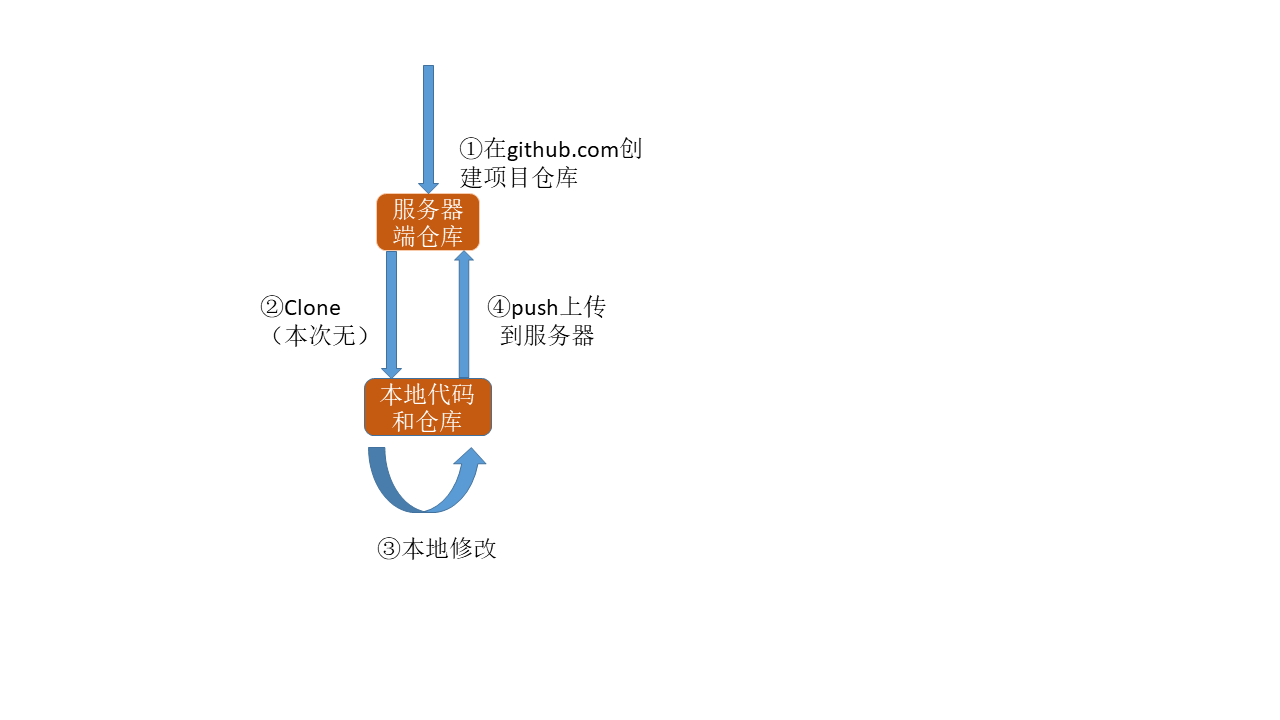 ①在github.com创
建项目仓库
服务器
端仓库
②Clone
（本次无）
④push上传
到服务器
本地代码
和仓库
③本地修改